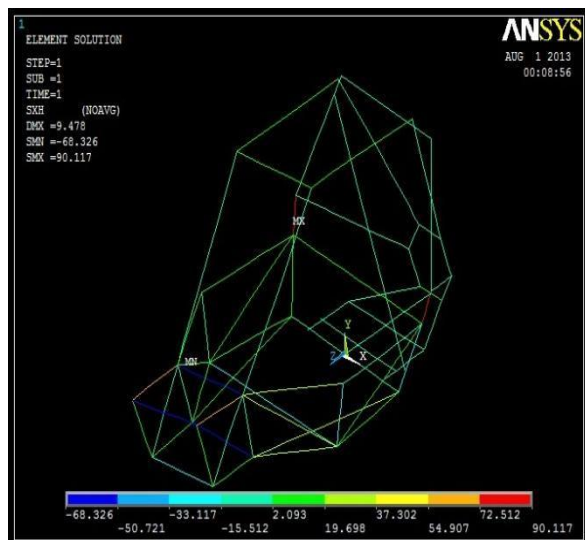 1
ELEMENT SOLUTION
STEP=1
SUB =1
TIME=1
SXH (NOAVG)
DMX =9.478
SMN =-68.326
SMX =90.117
ANSYS
AUG 1 2013
00:08:56
MX
Y
Z X
MN
-68.326 -33.117 2.093 37.302 72.512
-50.721 -15.512 19.698 54.907 90.117